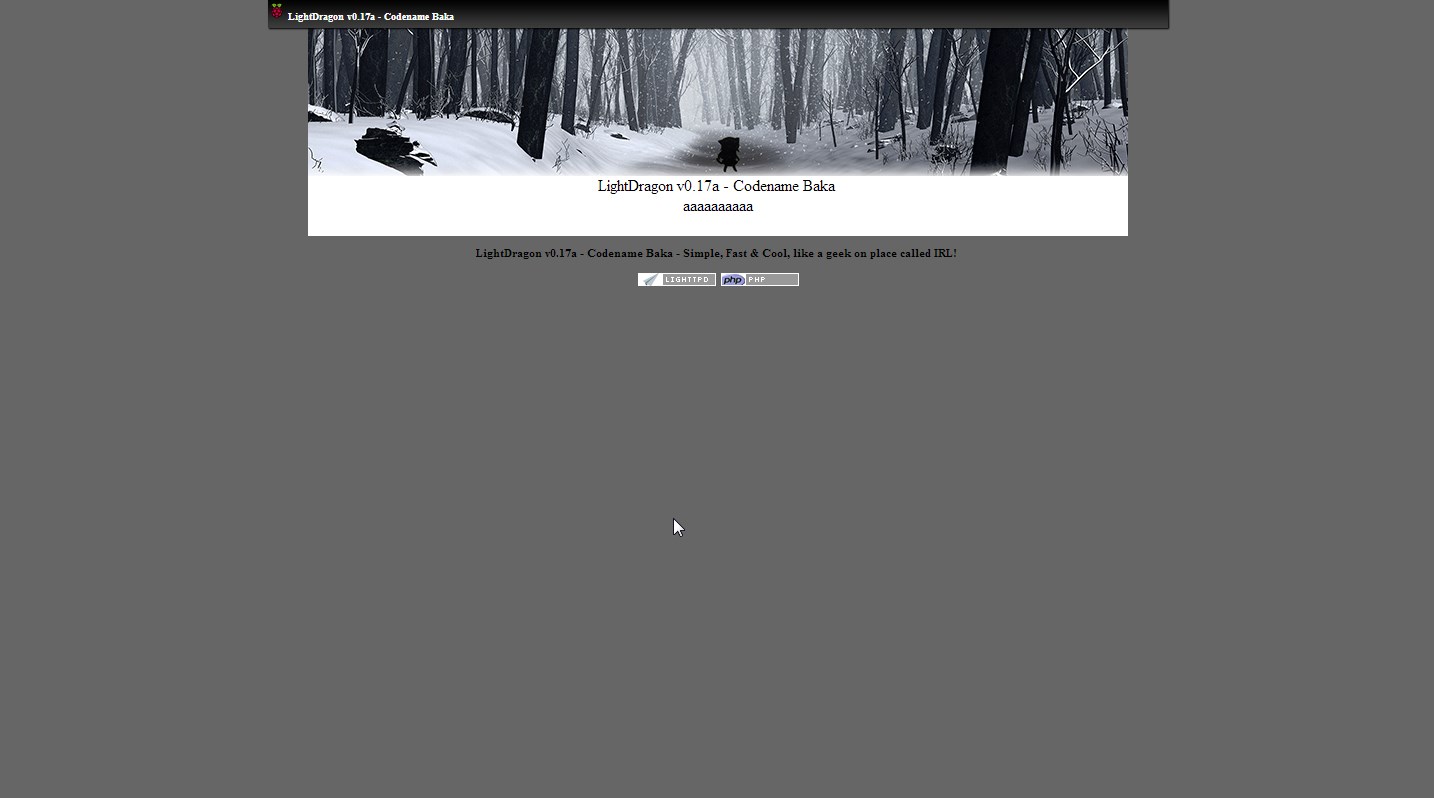 LightDragon v0.17a - Codename Baka
LightDragon v0.17a - Codename Baka
aaaaaaaaaa
LightDragon v0.17a - Codename Baka - Simple, Fast & Cool, like a geek on place called IRL!
LIGHTTPD php PHP